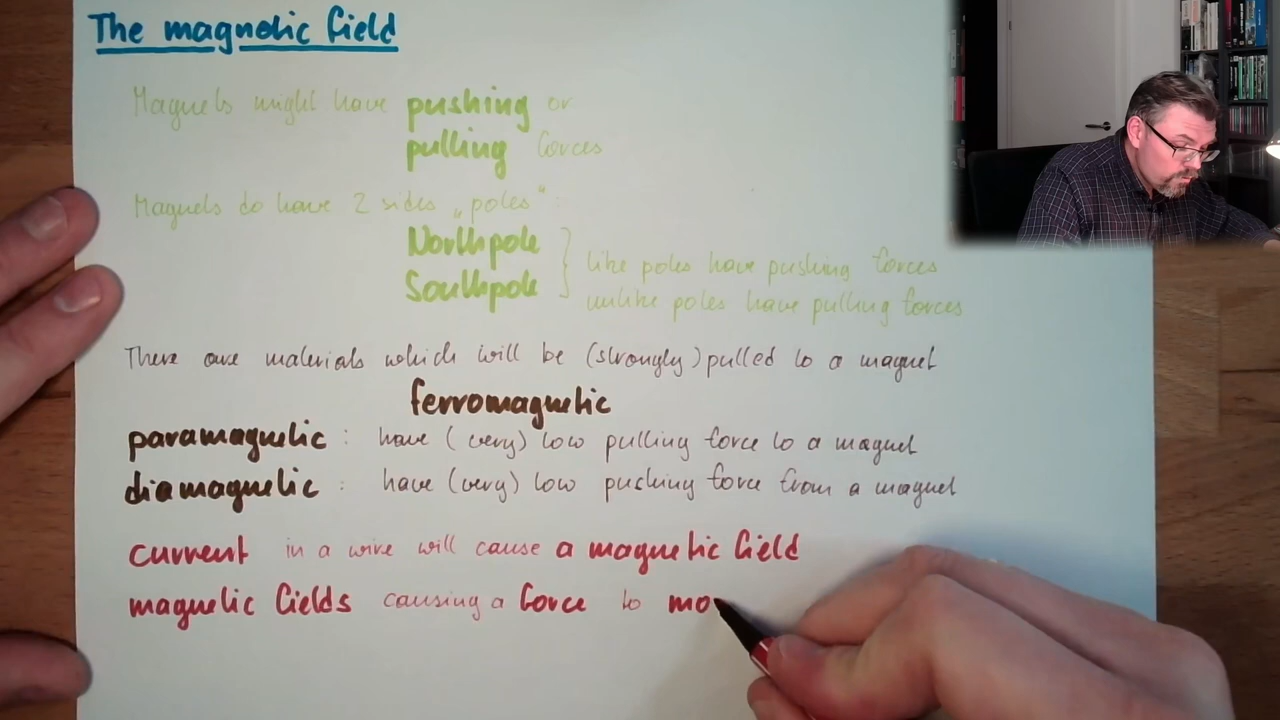 The magnetic field
Magnets might have pushing or
pulling forces
Magnets do have 2 sides „poles“:
Northpole
Southpole
like poles have pushing forces
unlike poles have pulling forces
There are materials which will be (strongly) pulled to a magnet
ferromagnetic
paramagnetic : have (very) low pulling force to a magnet
diamagnetic : have (very) low pushing force from a magnet
current in a wire will cause a magnetic field
magnetic fields causing a force to mo